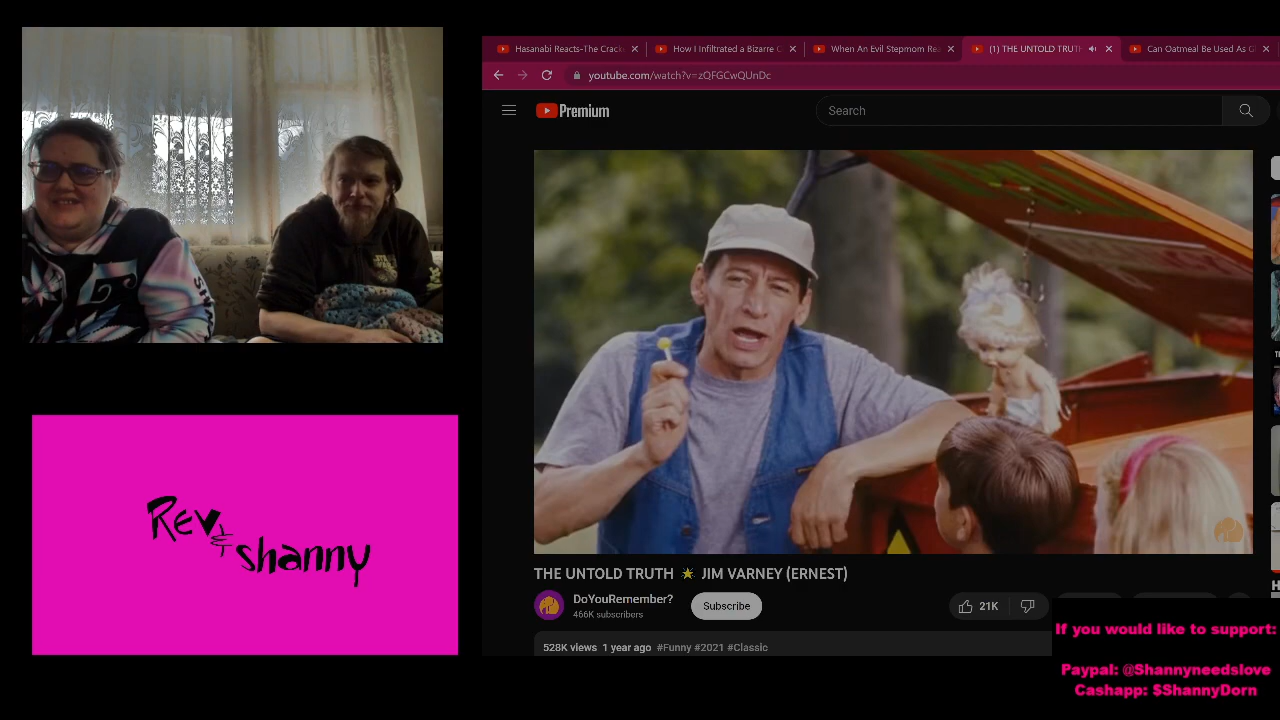 Hasanabi Reacts-The Crack
How I Infiltrated a Bizarre C
When An Evil Stepmom Rea
(1) THE UNTOLD TRUTH
Can Oatmeal Be Used As G
youtube.com/watch?v=zQFGCwQUnDc
Premium
Search
Rev
&
Shanny
THE UNTOLD TRUTH 🌟 JIM VARNEY (ERNEST)
DoYouRemember?
466K subscribers
Subscribe
21K
528K views 1 year ago #Funny #2021 #Classic
If you would like to support:
Paypal: @Shannyneedslove
Cashapp: $ShannyDorn